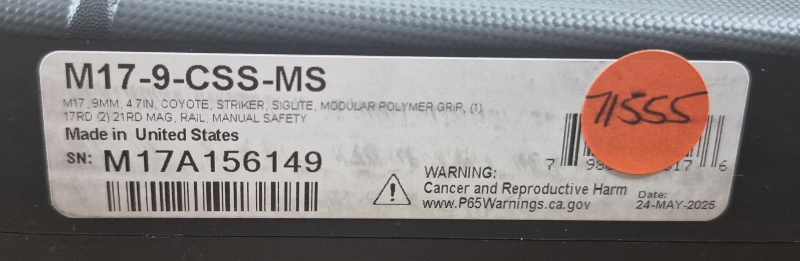 M17-9-CSS-MS
M17, 9MM, 4.7IN, COYOTE, STRIKER, SIGLITE, MODULAR POLYMER GRIP, (1)
17RD (2) 21RD MAG, RAIL, MANUAL SAFETY
Made in United States
SN: M17A156149
71555
7 6
WARNING:
Cancer and Reproductive Harm
www.P65Warnings.ca.gov
Date:
24-MAY-2025